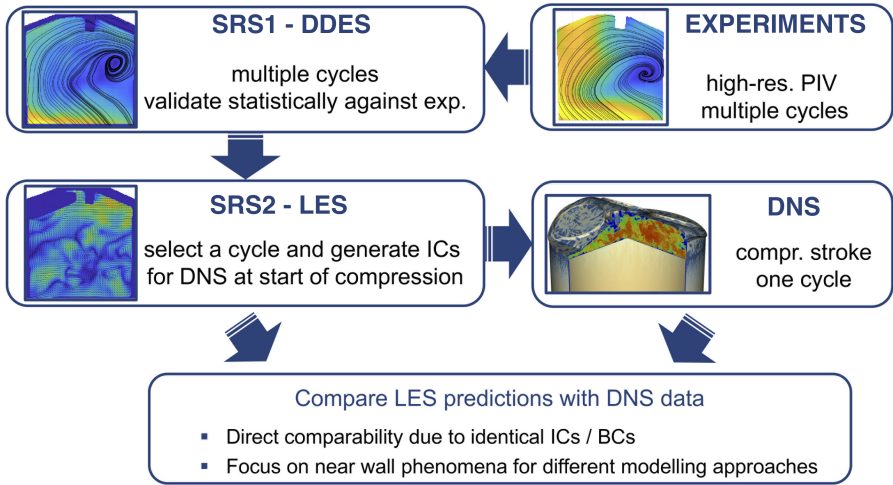 SRS1 - DDES
multiple cycles
validate statistically against exp.
EXPERIMENTS
high-res. PIV
multiple cycles
SRS2 - LES
select a cycle and generate ICs
for DNS at start of compression
DNS
compr. stroke
one cycle
Compare LES predictions with DNS data
▪ Direct comparability due to identical ICs / BCs
▪ Focus on near wall phenomena for different modelling approaches